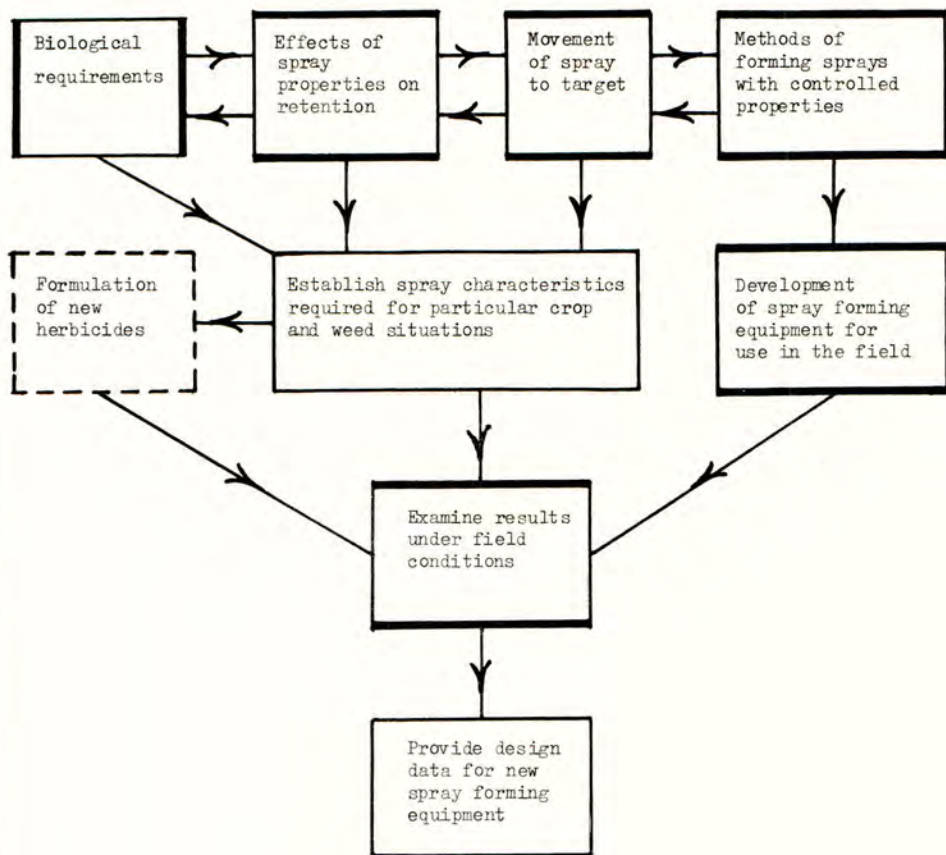 Biological
requirements
Effects of
spray
properties on
retention
Movement
of spray
to target
Methods of
forming sprays
with controlled
properties
Formulation
of new
herbicides
Establish spray characteristics
required for particular crop
and weed situations
Development
of spray forming
equipment for
use in the field
Examine results
under field
conditions
Provide design
data for new
spray forming
equipment